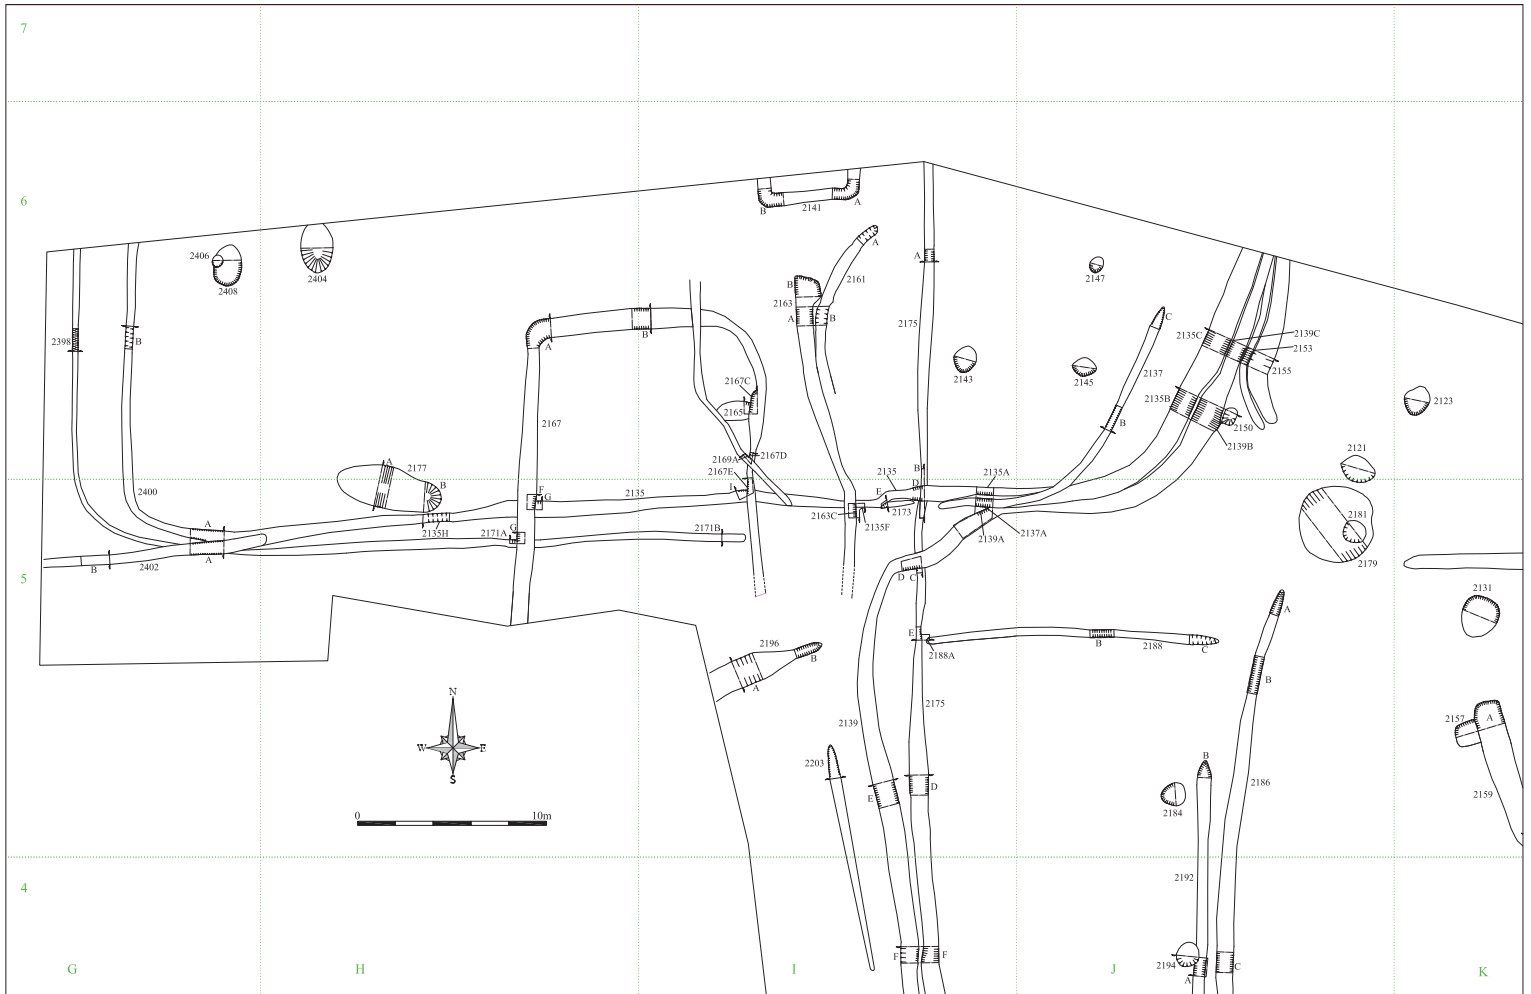 7
6
B
2141
A
2406
2408
2404
A
A
2161
2147
B
2163
A
B
2175
C
2137
2135C
2139C
2153
2155
2398
B
A
B
2143
2145
2135B
2150
2139B
2123
2167C
2165
2167
B
2169A
2167D
2167E
I
2121
A
2177
B
2400
F
G
2135
2135
B
D
E
2173
2135A
2163C
2135F
2139A
2137A
2181
2179
A
A
B
2402
2135H
G
2171A
2171B
D
C
5
2131
A
E
2188A
B
2188
C
B
2196
B
A
2175
2139
2157
A
2159
N
W
E
S
2203
E
D
B
2184
2186
0
10m
4
2192
F
F
2194
A
C
G
H
I
J
K